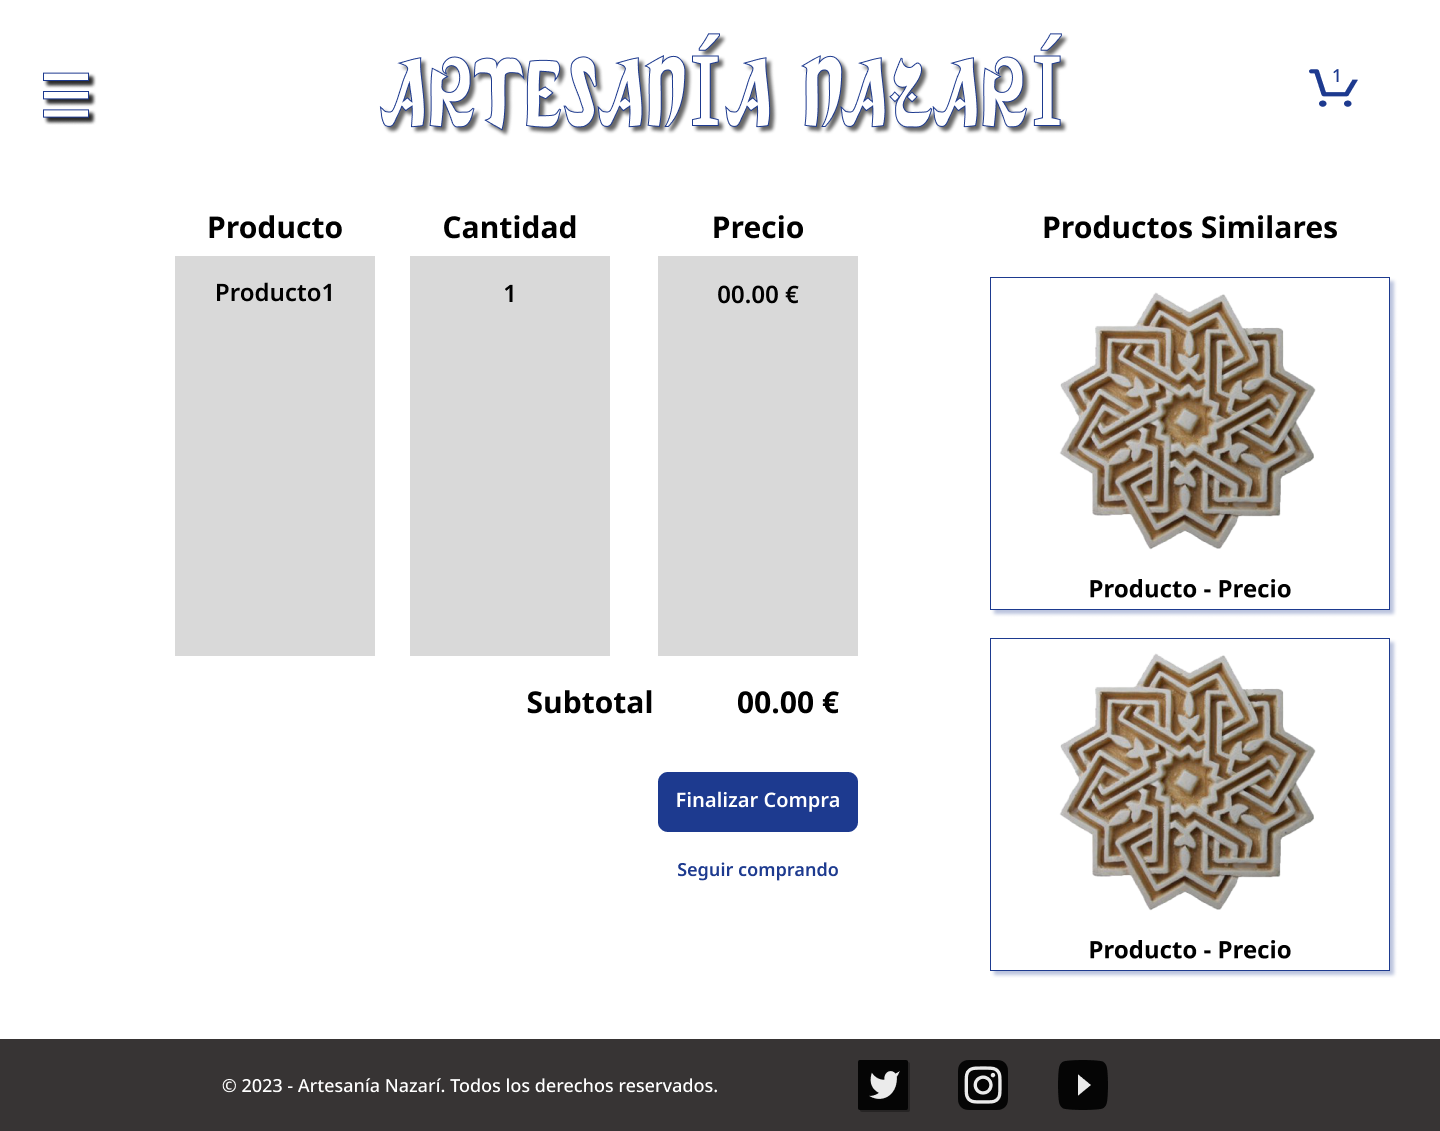 ARTESANÍA NAZARÍ
1
Producto
Cantidad
Precio
Productos Similares
Producto1
1
00.00 €
Producto - Precio
Subtotal
00.00 €
Finalizar Compra
Seguir comprando
Producto - Precio
© 2023 - Artesanía Nazarí. Todos los derechos reservados.